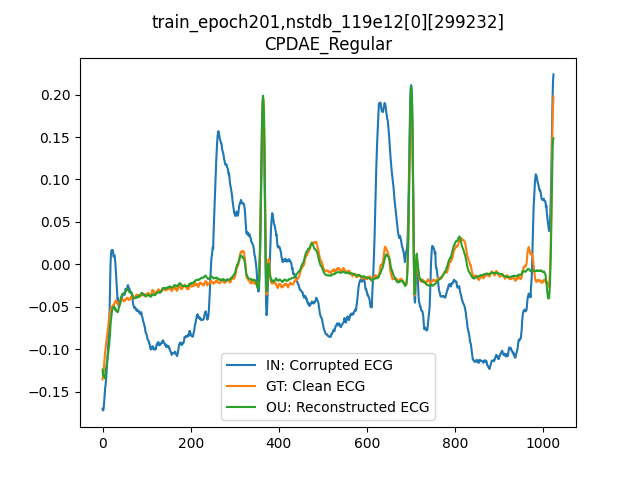 train_epoch201,nstdb_119e12[0][299232]
CPDAE_Regular
0.20
0.15
0.10
0.05
0.00
−0.05
−0.10
−0.15
IN: Corrupted ECG
GT: Clean ECG
OU: Reconstructed ECG
0 200 400 600 800 1000